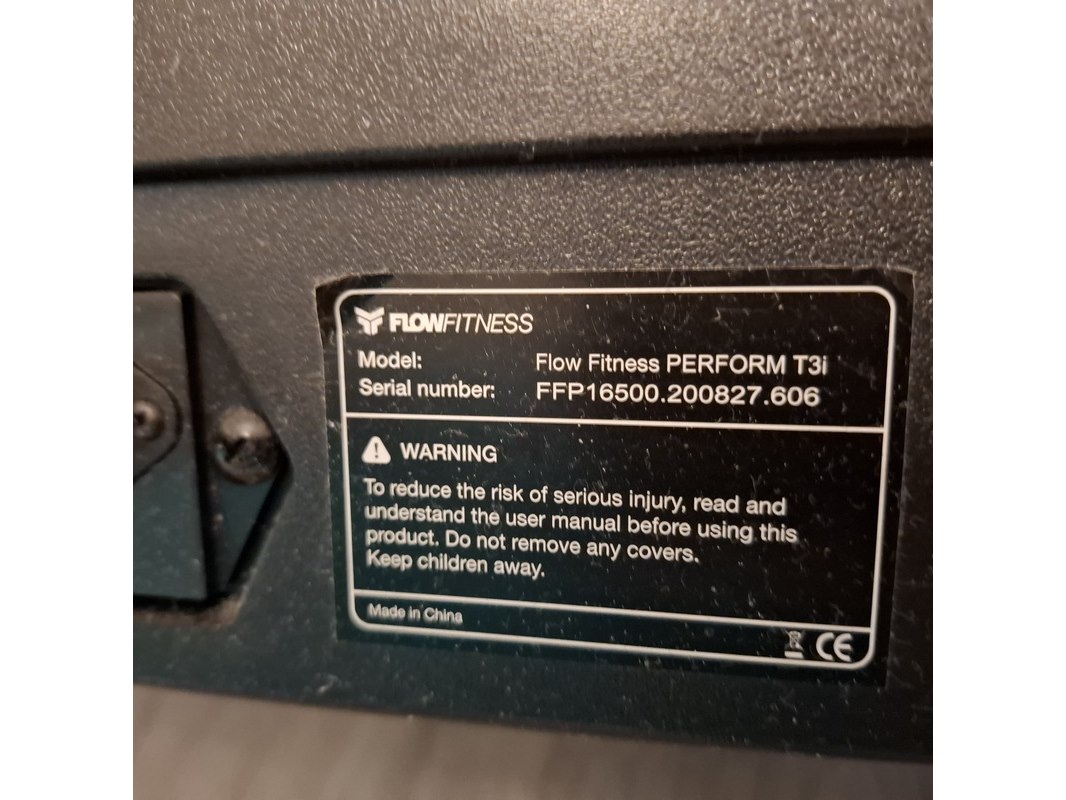 FLOWFITNESS
Model: Flow Fitness PERFORM T3i
Serial number: FFP16500.200827.606
WARNING
To reduce the risk of serious injury, read and
understand the user manual before using this
product. Do not remove any covers.
Keep children away.
Made in China
CE